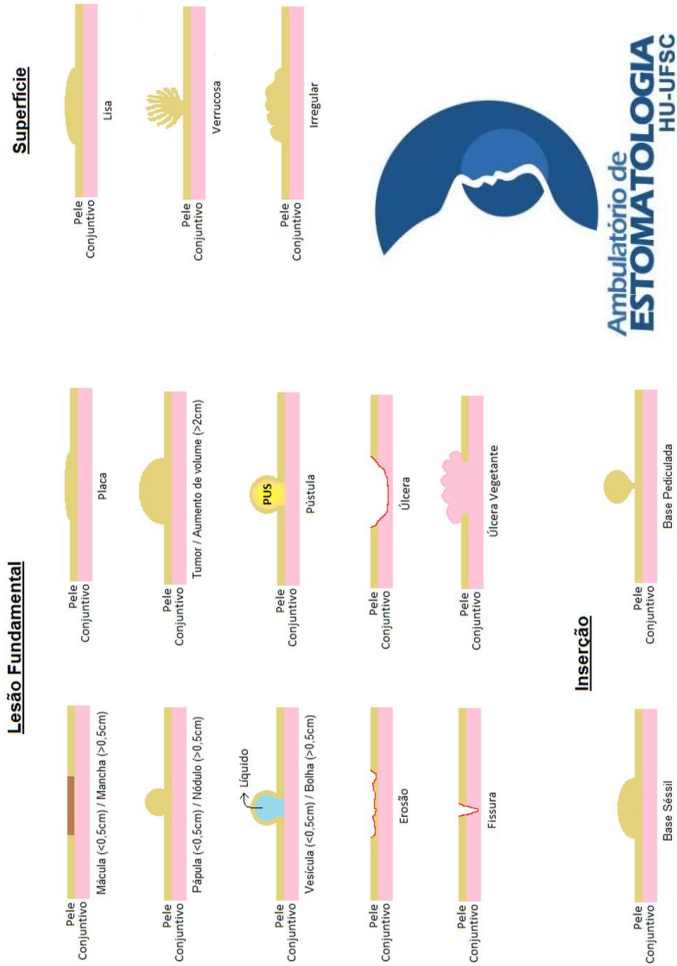 Lesão Fundamental
Superfície
Pele
Conjuntivo
Mácula (<0,5cm) / Mancha (>0,5cm)
Pele
Conjuntivo
Placa
Pele
Conjuntivo
Lisa
Pele
Conjuntivo
Pápula (<0,5cm) / Nódulo (>0,5cm)
Pele
Conjuntivo
Tumor / Aumento de volume (>2cm)
Pele
Conjuntivo
Verrucosa
Líquido
Pele
Conjuntivo
Vesícula (<0,5cm) / Bolha (>0,5cm)
PUS
Pele
Conjuntivo
Pústula
Pele
Conjuntivo
Irregular
Pele
Conjuntivo
Erosão
Pele
Conjuntivo
Úlcera
Pele
Conjuntivo
Fissura
Pele
Conjuntivo
Úlcera Vegetante
Inserção
Pele
Conjuntivo
Base Séssil
Pele
Conjuntivo
Base Pediculada
Ambulatório de
ESTOMATOLOGIA
HU-UFSC